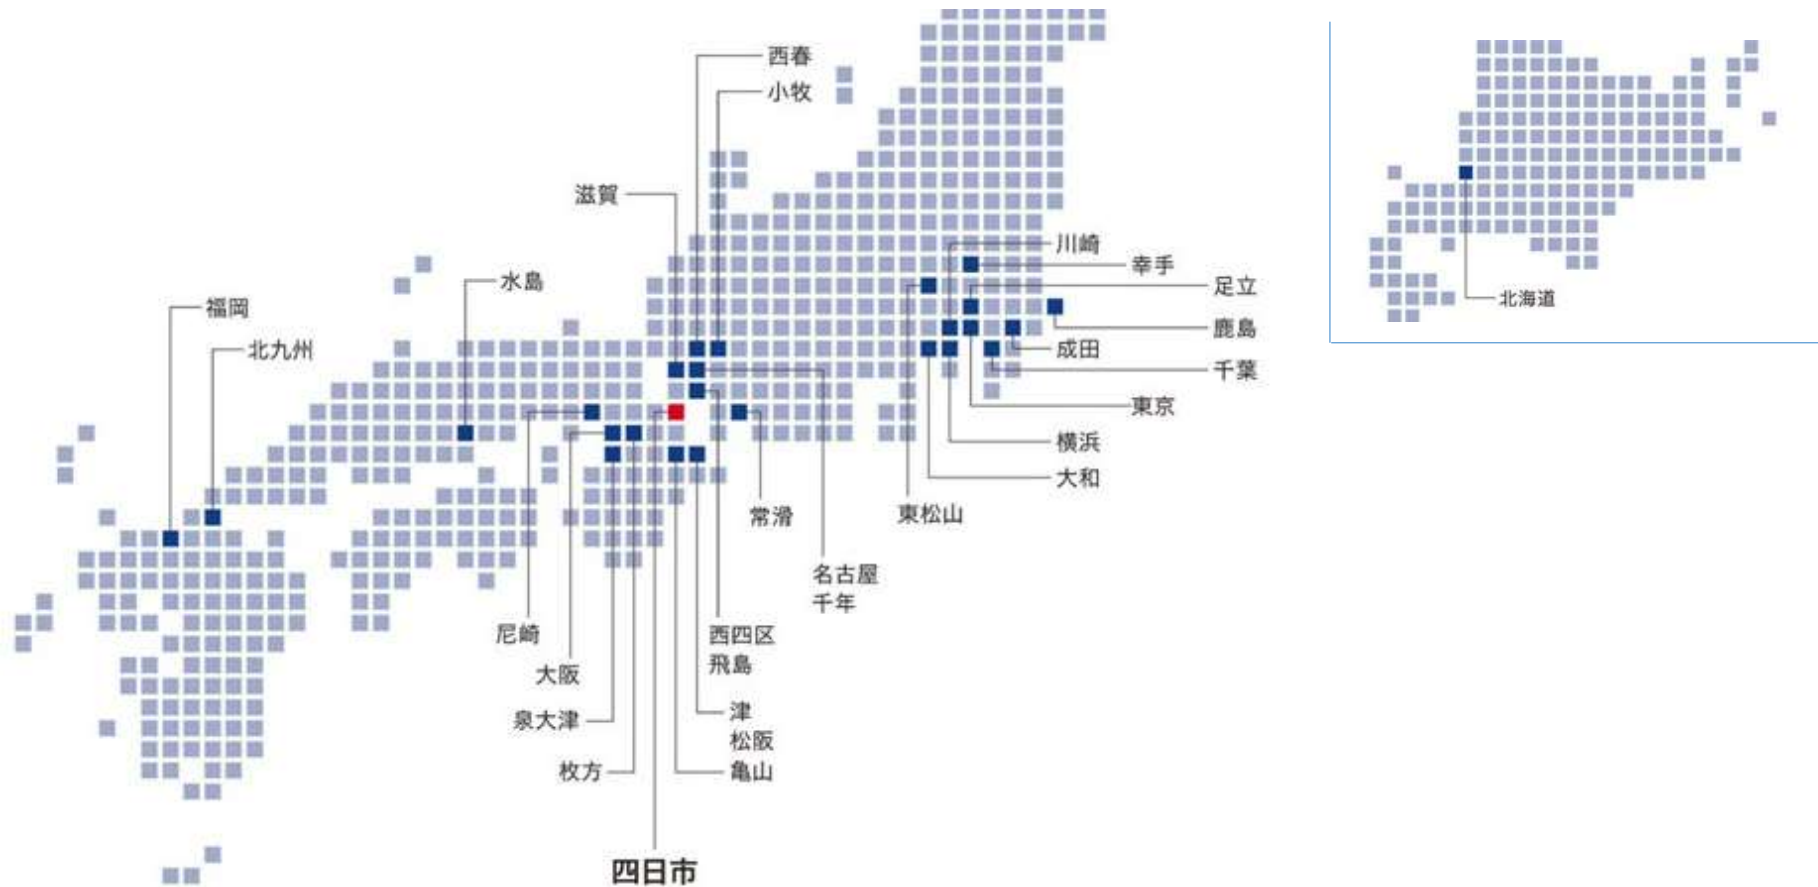 西春
小牧
滋賀
川崎
幸手
水島
足立
北海道
福岡
鹿島
北九州
成田
千葉
東京
横浜
大和
東松山
常滑
名古屋
千年
尼崎
西四区
飛島
大阪
津
泉大津
松阪
枚方
亀山
四日市